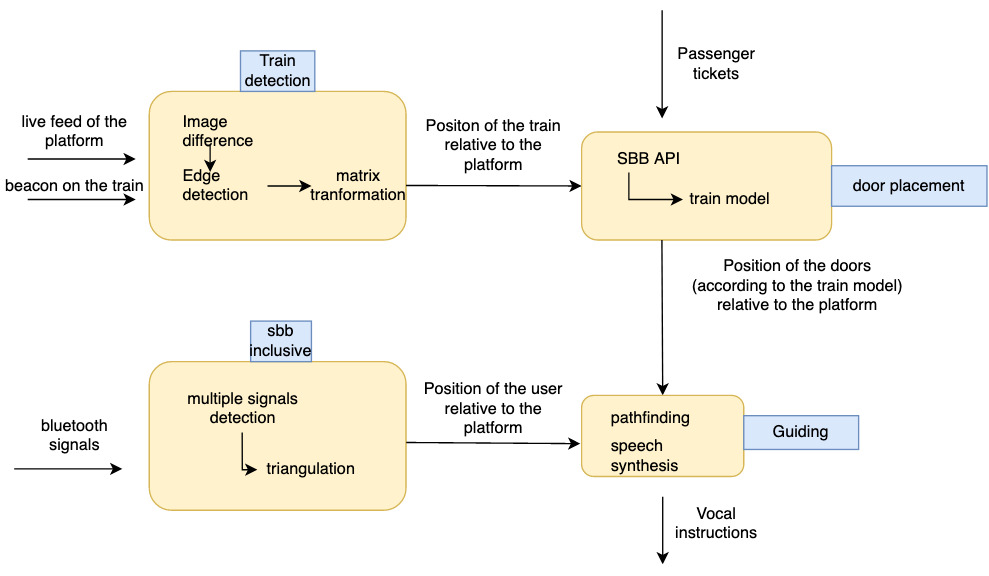 Train
detection
live feed of the
platform
beacon on the train
Image
difference
Edge
detection
matrix
tranformation
Positon of the train
relative to the
platform
Passenger
tickets
SBB API
train model
door placement
Position of the doors
(according to the train model)
relative to the platform
sbb
inclusive
bluetooth
signals
multiple signals
detection
triangulation
Position of the user
relative to the
platform
pathfinding
speech
synthesis
Guiding
Vocal
instructions